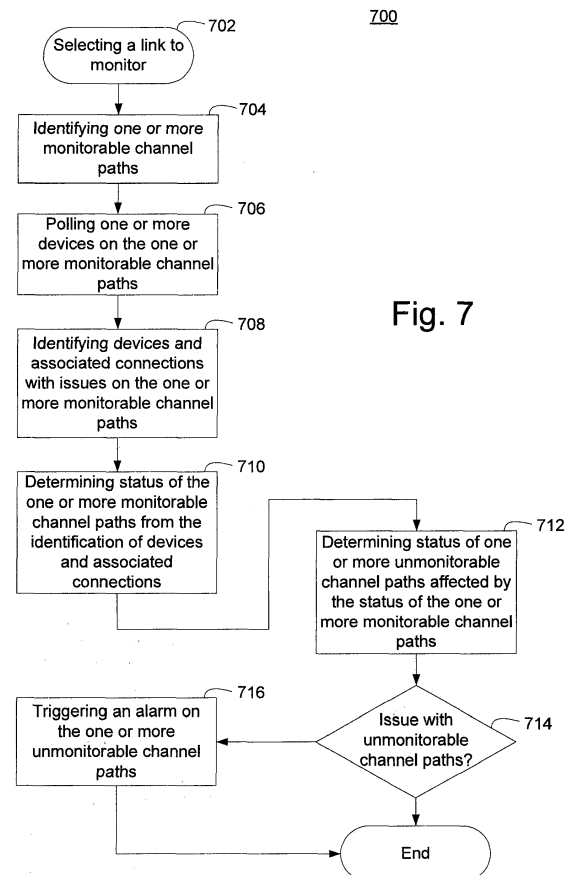 700
702
Selecting a link to
monitor
704
Identifying one or more
monitorable channel
paths
706
Polling one or more
devices on the one or
more monitorable channel
paths
Fig. 7
708
Identifying devices and
associated connections
with issues on the one or
more monitorable channel
paths
710
Determining status of the
one or more monitorable
channel paths from the
identification of devices
and associated
connections
712
Determining status of one
or more unmonitorable
channel paths affected by
the status of the one or
more monitorable channel
paths
714
Issue with
unmonitorable
channel paths?
716
Triggering an alarm on
the one or more
unmonitorable channel
paths
End